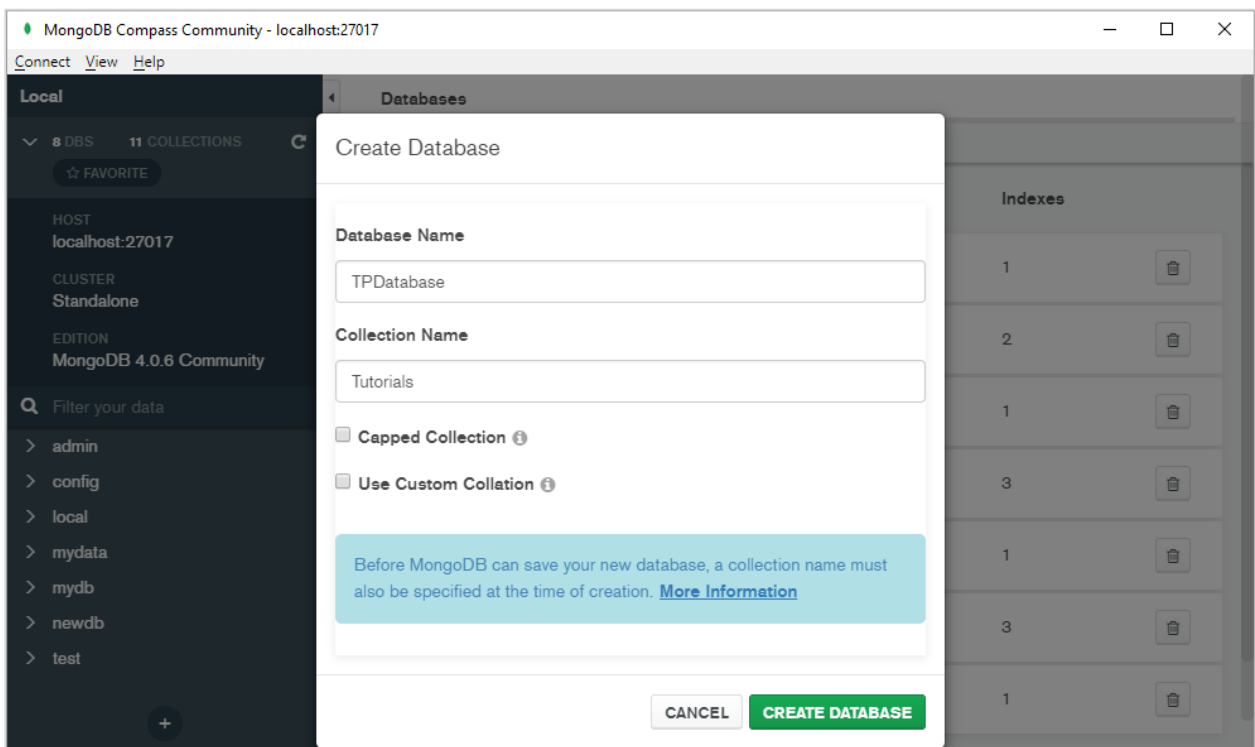 MongoDB Compass Community - localhost:27017
Connect View Help
Local
Databases
8 DBS 11 COLLECTIONS
FAVORITE
HOST
localhost:27017
CLUSTER
Standalone
EDITION
MongoDB 4.0.6 Community
Filter your data
admin
config
local
mydata
mydb
newdb
test
+
Create Database
Database Name
TPDatabase
Collection Name
Tutorials
Capped Collection
Use Custom Collation
Before MongoDB can save your new database, a collection name must
also be specified at the time of creation. More Information
CANCEL CREATE DATABASE
Indexes
1
2
1
3
1
3
1